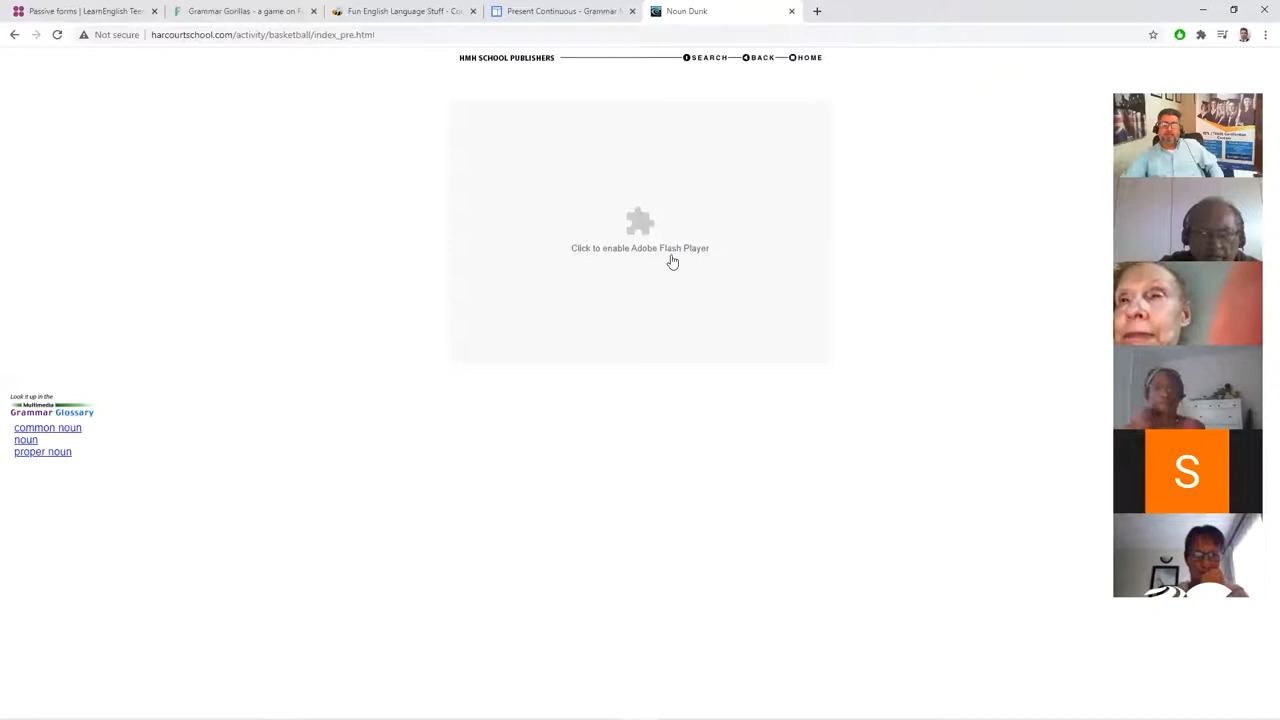 Passive forms | LearnEnglish Tee
Grammar Gorillas - a game on F
Fun English Language Stuff - Cu
Present Continuous - Grammar M
Noun Dunk
Not secure
harcourtschool.com/activity/basketball/index_pre.html
HMH SCHOOL PUBLISHERS
SEARCH
BACK
HOME
Click to enable Adobe Flash Player
Look it up in the
Multimedia
Grammar Glossary
common noun
noun
proper noun
S